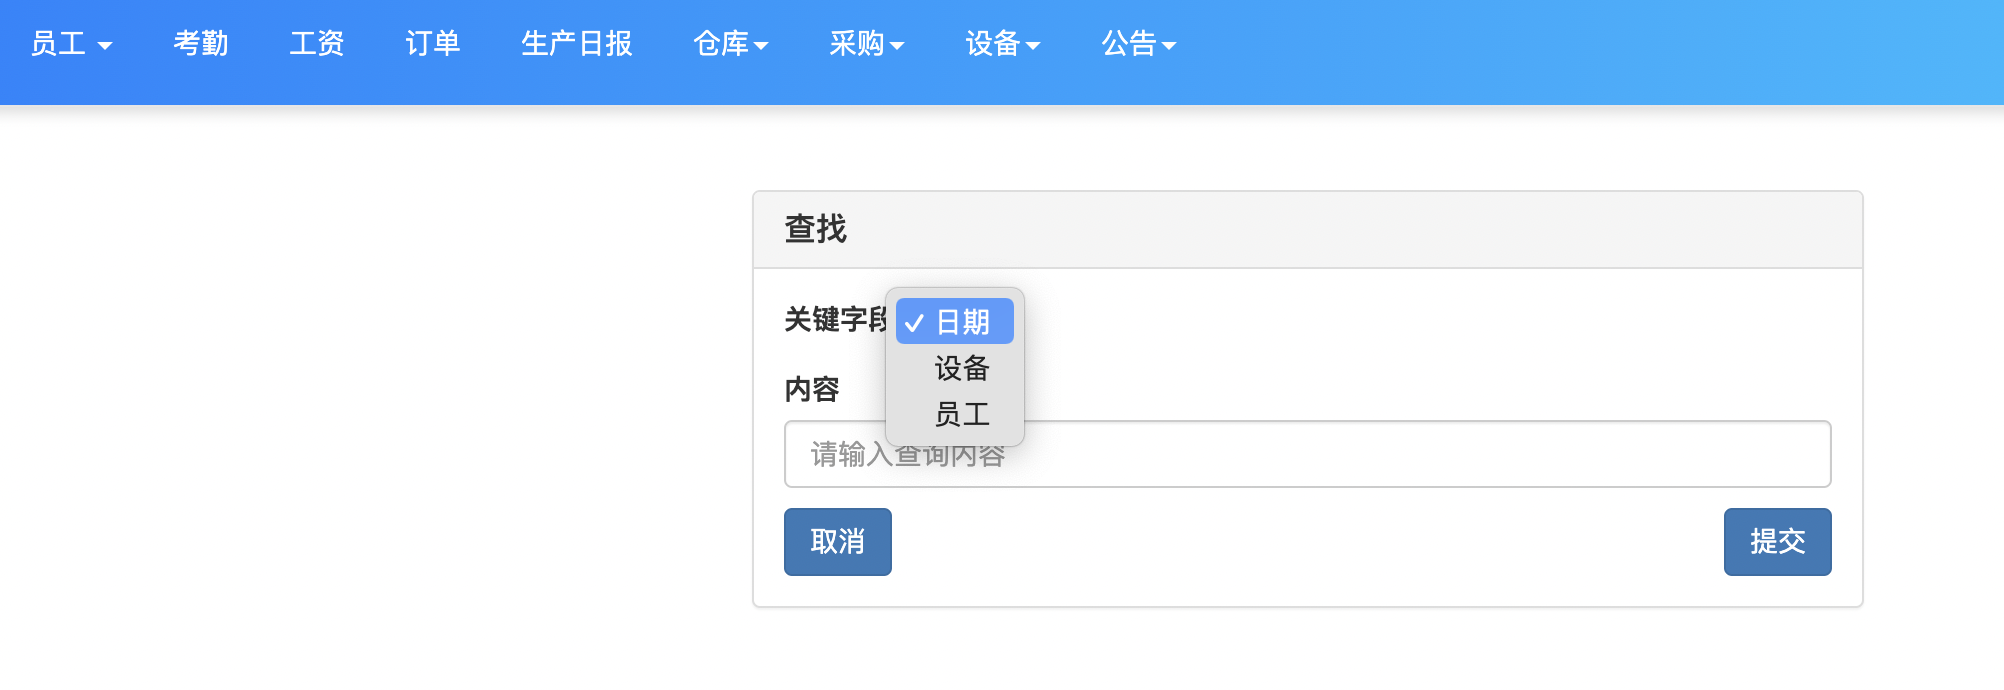 员工 考勤 工资 订单 生产日报 仓库 采购 设备 公告
查找
关键字段
日期
设备
员工
内容
请输入查询内容
取消 提交